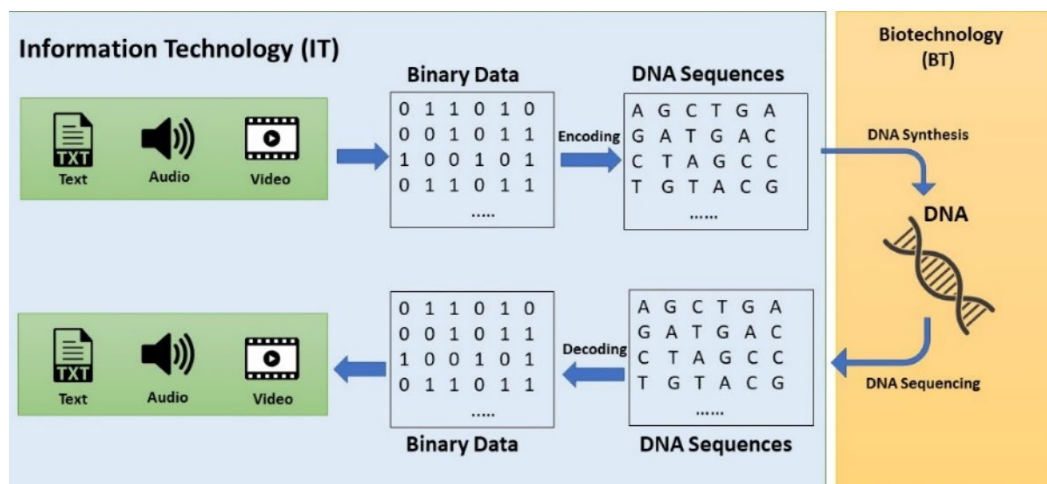 Information Technology (IT)
Biotechnology
(BT)
Binary Data
DNA Sequences
TXT
Text
Audio
Video
0 1 1 0 1 0
0 0 1 0 1 1
1 0 0 1 0 1
0 1 1 0 1 1
.....
Encoding
A G C T G A
G A T G A C
C T A G C C
T G T A C G
......
DNA Synthesis
DNA
TXT
Text
Audio
Video
0 1 1 0 1 0
0 0 1 0 1 1
1 0 0 1 0 1
0 1 1 0 1 1
.....
Binary Data
Decoding
A G C T G A
G A T G A C
C T A G C C
T G T A C G
......
DNA Sequences
DNA Sequencing